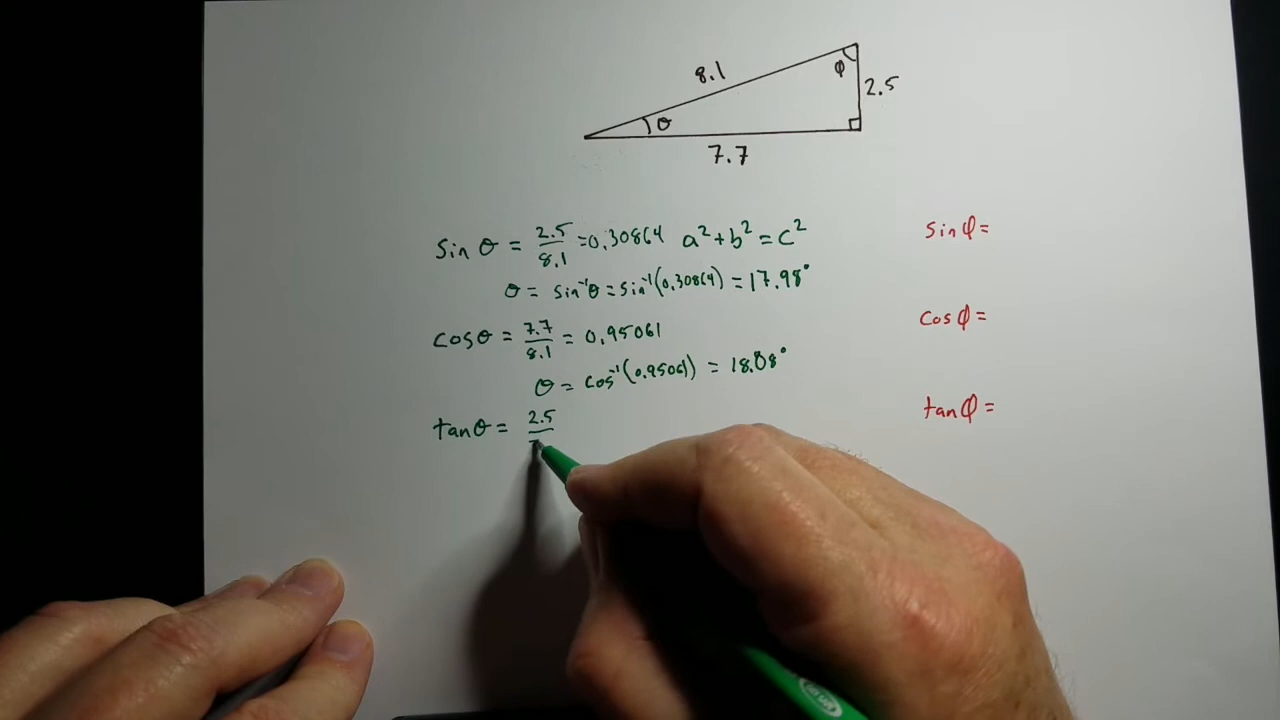 8.1
φ
2.5
θ
7.7
sin θ = 2.5/8.1 = 0.30864 a² + b² = c²
θ = sin⁻¹θ = sin⁻¹(0.30864) = 17.98°
cos θ = 7.7/8.1 = 0.95061
θ = cos⁻¹(0.9506) = 18.08°
tan θ = 2.5/
sin φ =
cos φ =
tan φ =